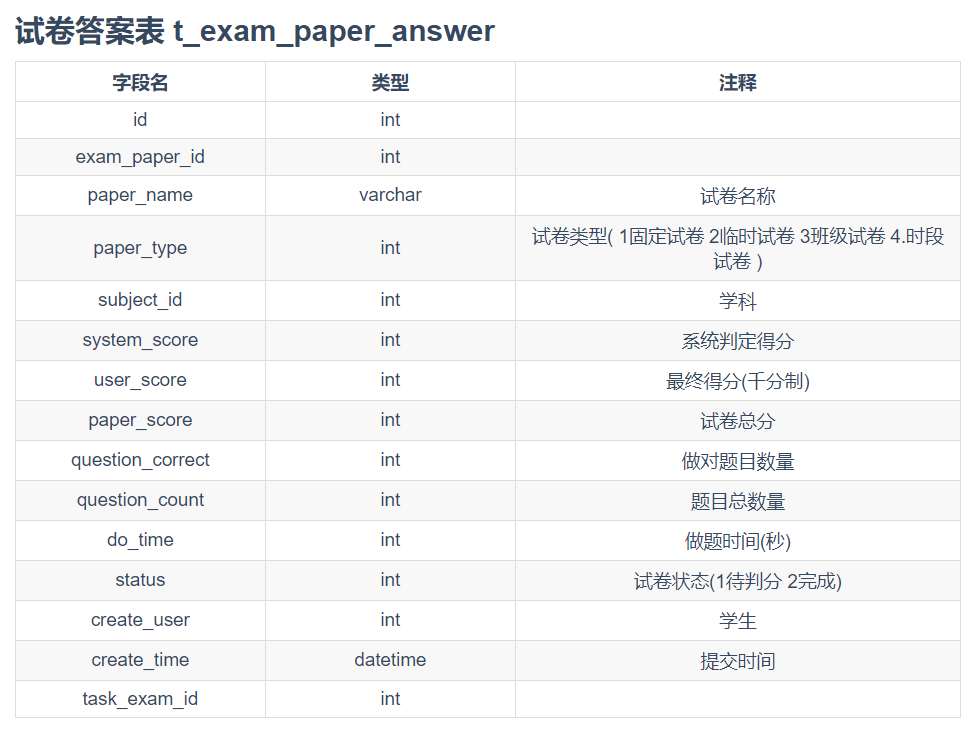 试卷答案表 t_exam_paper_answer
字段名 类型 注释
id int
exam_paper_id int
paper_name varchar 试卷名称
paper_type int 试卷类型( 1固定试卷 2临时试卷 3班级试卷 4.时段
试卷 )
subject_id int 学科
system_score int 系统判定得分
user_score int 最终得分(千分制)
paper_score int 试卷总分
question_correct int 做对题目数量
question_count int 题目总数量
do_time int 做题时间(秒)
status int 试卷状态(1待判分 2完成)
create_user int 学生
create_time datetime 提交时间
task_exam_id int